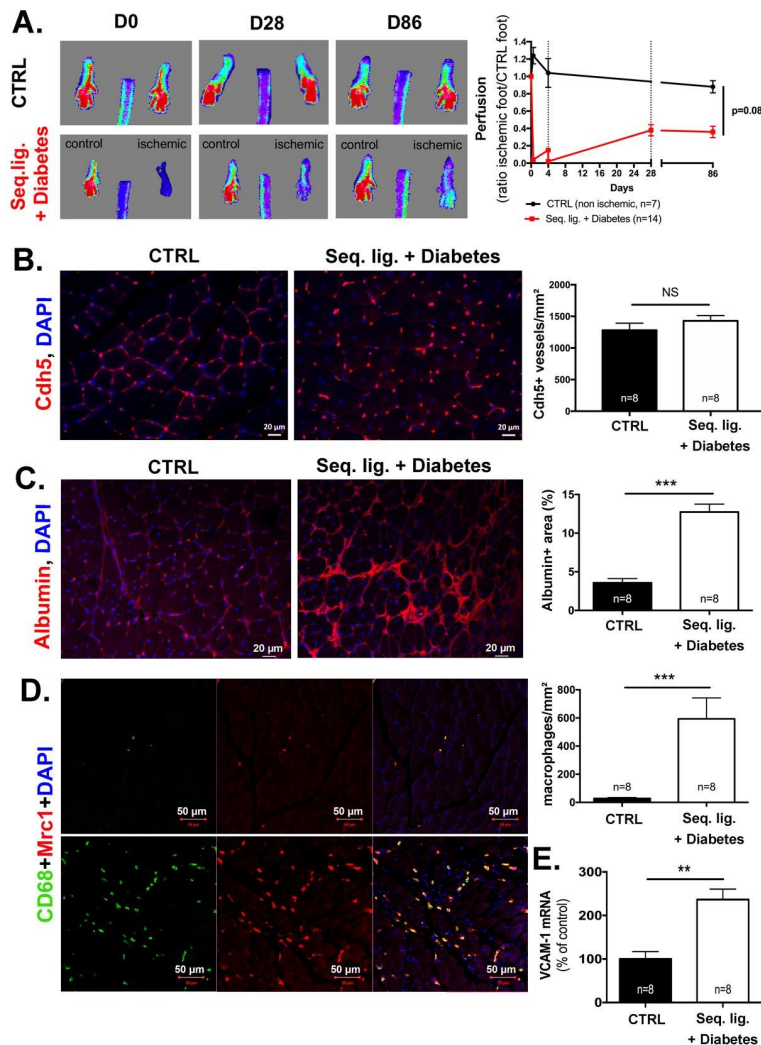 A.
D0
D28
D86
CTRL
Seq.lig.
+ Diabetes
control
ischemic
control
ischemic
control
ischemic
Perfusion
(ratio ischemic foot/CTRL foot)
1.4
1.2
1.0
0.8
0.6
0.4
0.2
0.0
0 4 8 12 16 20 24 28 86
Days
p=0.08
CTRL (non ischemic, n=7)
Seq. lig. + Diabetes (n=14)
B.
CTRL
Seq. lig. + Diabetes
Cdh5, DAPI
20 µm
20 µm
Cdh5+ vessels/mm²
2000
1500
1000
500
0
NS
n=8
n=8
CTRL
Seq. lig.
+ Diabetes
C.
CTRL
Seq. lig. + Diabetes
Albumin, DAPI
20 µm
20 µm
Albumin+ area (%)
15
10
5
0
***
n=8
n=8
CTRL
Seq. lig.
+ Diabetes
D.
CD68+Mrc1+DAPI
50 µm
50 µm
50 µm
50 µm
50 µm
50 µm
macrophages/mm²
800
600
400
200
0
***
n=8
n=8
CTRL
Seq. lig.
+ Diabetes
E.
VCAM-1 mRNA
(% of control)
300
200
100
0
**
n=8
n=8
CTRL
Seq. lig.
+ Diabetes